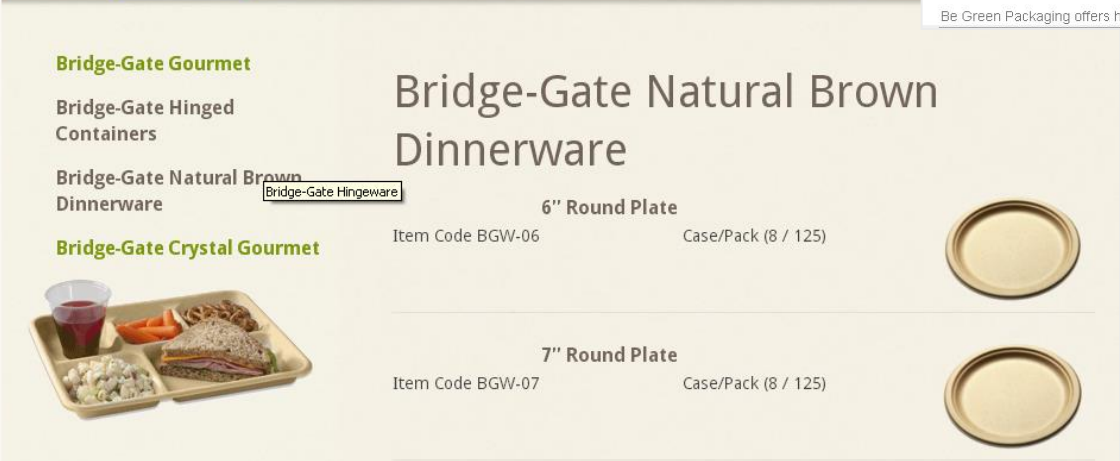 Be Green Packaging offers
Bridge-Gate Gourmet
Bridge-Gate Hinged
Containers
Bridge-Gate Natural Brown
Dinnerware
Bridge-Gate Hingeware
Bridge-Gate Crystal Gourmet
Bridge-Gate Natural Brown
Dinnerware
6" Round Plate
Item Code BGW-06 Case/Pack (8 / 125)
7" Round Plate
Item Code BGW-07 Case/Pack (8 / 125)